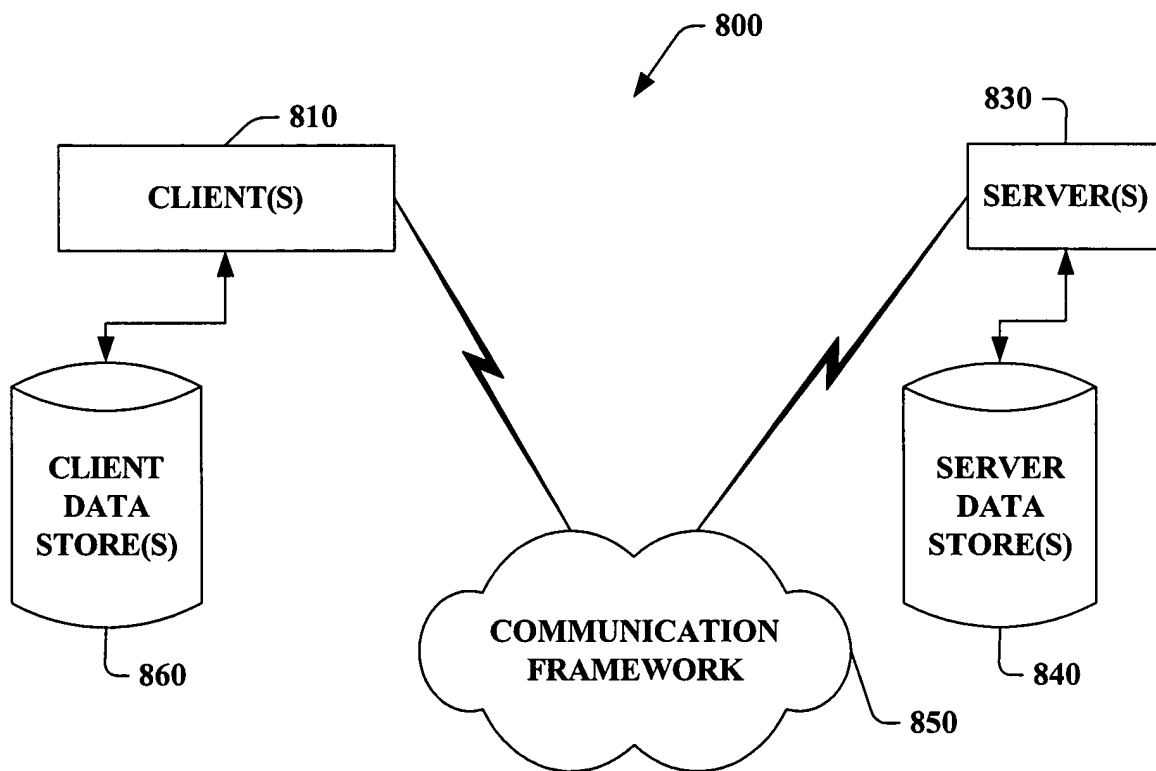 800
810
830
CLIENT(S)
SERVER(S)
CLIENT
DATA
STORE(S)
SERVER
DATA
STORE(S)
COMMUNICATION
FRAMEWORK
860
840
850